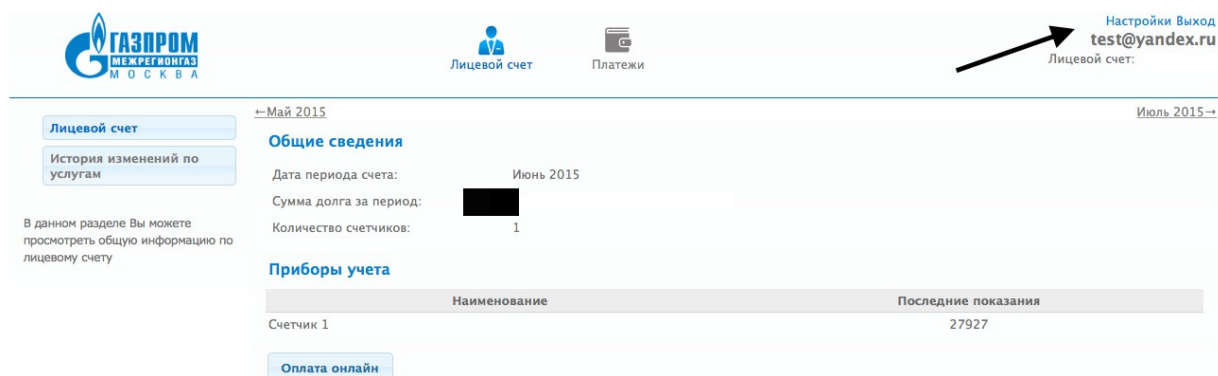 ГАЗПРОМ
МЕЖРЕГИОНГАЗ
МОСКВА
Лицевой счет
Платежи
Настройки Выход
test@yandex.ru
Лицевой счет:
←Май 2015
Июль 2015→
Лицевой счет
История изменений по
услугам
В данном разделе Вы можете
просмотреть общую информацию по
лицевому счету
Общие сведения
Дата периода счета: Июнь 2015
Сумма долга за период:
Количество счетчиков: 1
Приборы учета
Наименование Последние показания
Счетчик 1 27927
Оплата онлайн